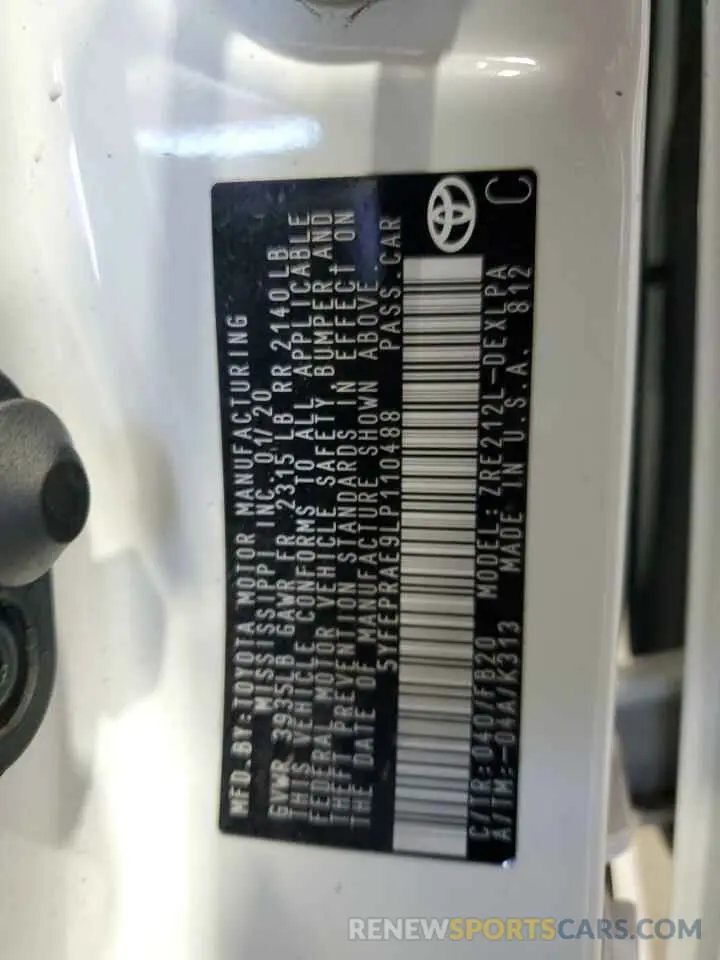 MFD.BY:TOYOTA MOTOR MANUFACTURING
MISSISSIPPI INC. 01/20
GVWR 3935LB GAWR FR 2315 LB RR 2140LB
THIS VEHICLE CONFORMS TO ALL APPLICABLE
FEDERAL MOTOR VEHICLE SAFETY, BUMPER AND
THEFT PREVENTION STANDARDS IN EFFECT ON
THE DATE OF MANUFACTURE SHOWN ABOVE.
5YFEPRAE9LP110488 PASS.CAR
C/TR:040/FB20 MODEL:ZRE212L-DEXLPA
A/TM:-04A/K313 MADE IN U.S.A. 812
C
RENEWSPORTSCARS.COM